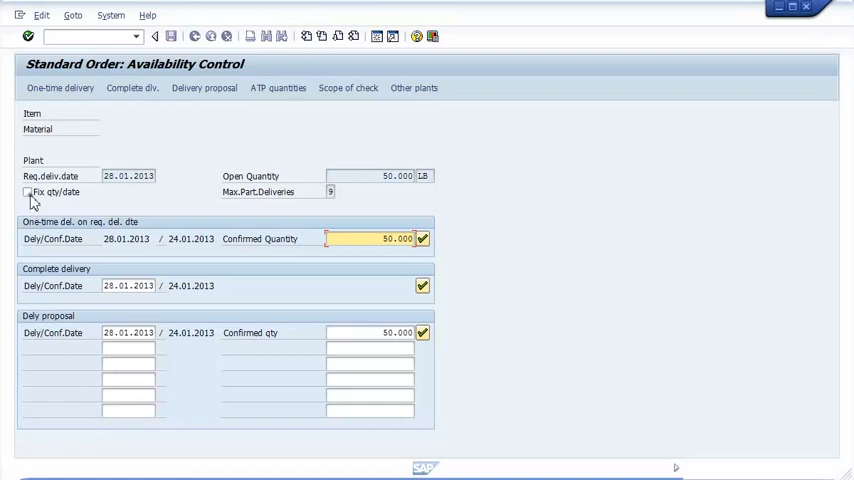 Edit Goto System Help
Standard Order: Availability Control
One-time delivery Complete dlv. Delivery proposal ATP quantities Scope of check Other plants
Item
Material
Plant
Req.deliv.date 28.01.2013 Open Quantity 50.000 LB
Fix qty/date Max.Part.Deliveries 9
One-time del. on req. del. dte
Dely/Conf.Date 28.01.2013 / 24.01.2013 Confirmed Quantity 50.000
Complete delivery
Dely/Conf.Date 28.01.2013 / 24.01.2013
Dely proposal
Dely/Conf.Date 28.01.2013 / 24.01.2013 Confirmed qty 50.000
SAP